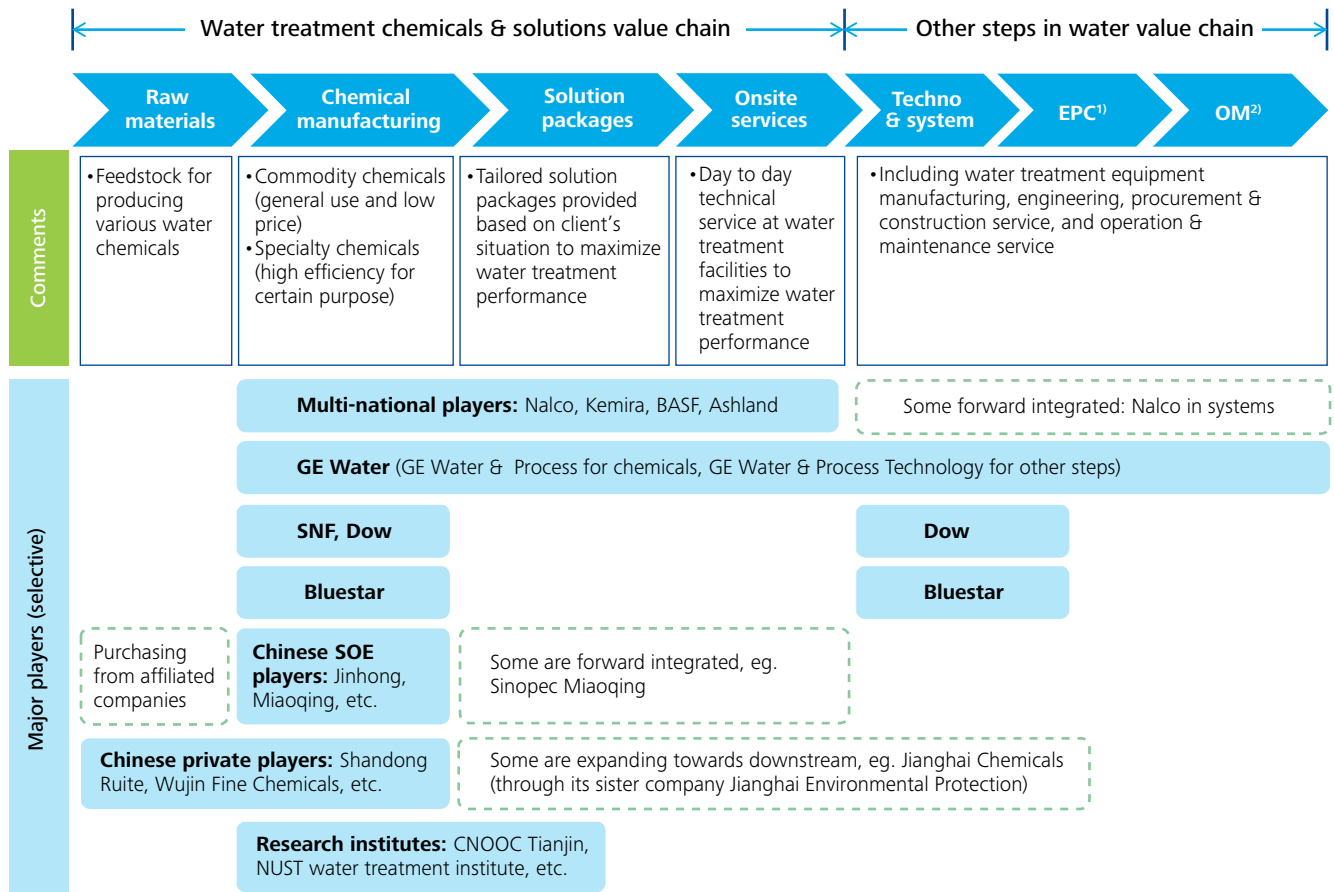 Water treatment chemicals & solutions value chain
Other steps in water value chain
Raw
materials
Chemical
manufacturing
Solution
packages
Onsite
services
Techno
& system
EPC1)
OM2)
Comments
•Feedstock for
producing
various water
chemicals
•Commodity chemicals
(general use and low
price)
•Specialty chemicals
(high efficiency for
certain purpose)
•Tailored solution
packages provided
based on client's
situation to maximize
water treatment
performance
•Day to day
technical
service at water
treatment
facilities to
maximize water
treatment
performance
•Including water treatment equipment
manufacturing, engineering, procurement &
construction service, and operation &
maintenance service
Major players (selective)
Multi-national players: Nalco, Kemira, BASF, Ashland
Some forward integrated: Nalco in systems
GE Water (GE Water & Process for chemicals, GE Water & Process Technology for other steps)
SNF, Dow
Dow
Bluestar
Bluestar
Purchasing
from affiliated
companies
Chinese SOE
players: Jinhong,
Miaoqing, etc.
Some are forward integrated, eg.
Sinopec Miaoqing
Chinese private players: Shandong
Ruite, Wujin Fine Chemicals, etc.
Some are expanding towards downstream, eg. Jianghai Chemicals
(through its sister company Jianghai Environmental Protection)
Research institutes: CNOOC Tianjin,
NUST water treatment institute, etc.